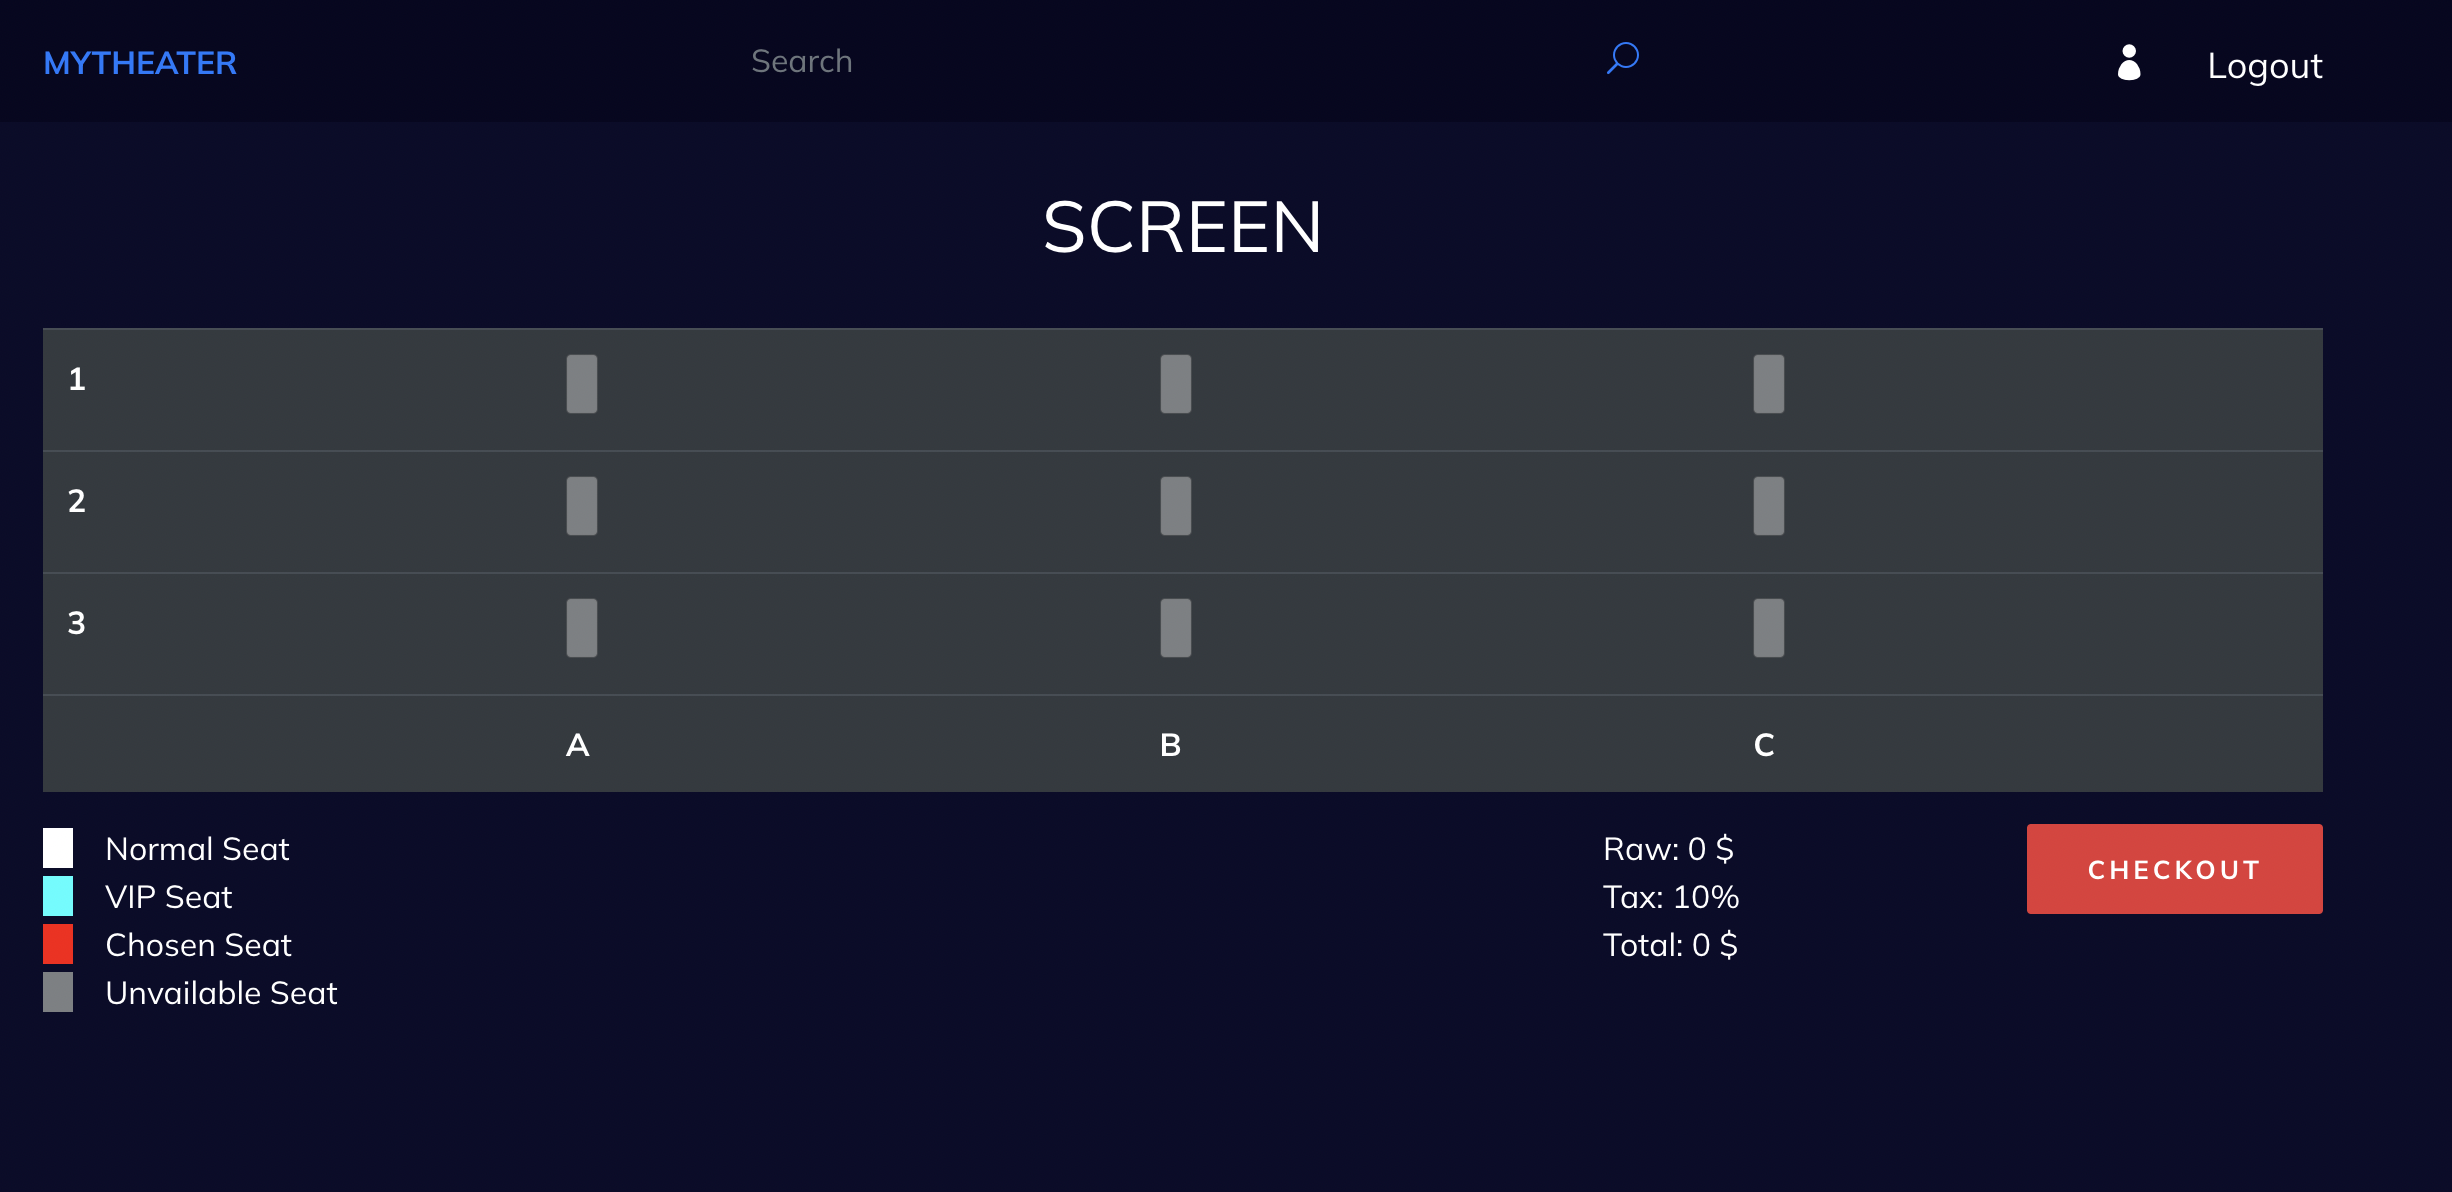 MYTHEATER
Search
Logout
SCREEN
1
2
3
A B C
Normal Seat
VIP Seat
Chosen Seat
Unvailable Seat
Raw: 0 $
Tax: 10%
Total: 0 $
CHECKOUT